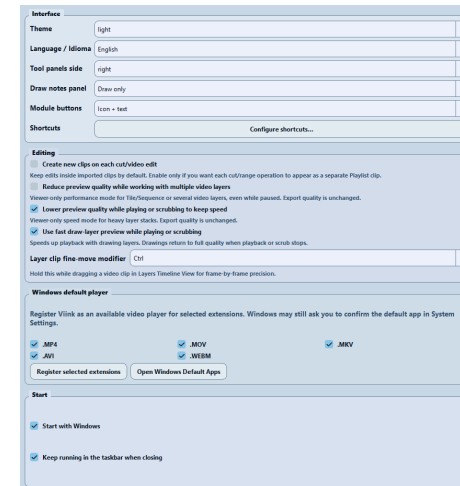 Interface
Theme light
Language / Idioma English
Tool panels side right
Draw notes panel Draw only
Module buttons Icon + text
Shortcuts Configure shortcuts...
Editing
Create new clips on each cut/video edit
Keep edits inside imported clips by default. Enable only if you want each cut/range operation to appear as a separate Playlist clip.
Reduce preview quality while working with multiple video layers
Viewer-only performance mode for Tile/Sequence or several video layers, even while paused. Export quality is unchanged.
Lower preview quality while playing or scrubbing to keep speed
Viewer-only speed mode for heavy layer stacks. Export quality is unchanged.
Use fast draw-layer preview while playing or scrubbing
Speeds up playback with drawing layers. Drawings return to full quality when playback or scrub stops.
Layer clip fine-move modifier Ctrl
Hold this while dragging a video clip in Layers Timeline View for frame-by-frame precision.
Windows default player
Register Viink as an available video player for selected extensions. Windows may still ask you to confirm the default app in System
Settings.
.MP4 .MOV .MKV
.AVI .WEBM
Register selected extensions Open Windows Default Apps
Start
Start with Windows
Keep running in the taskbar when closing